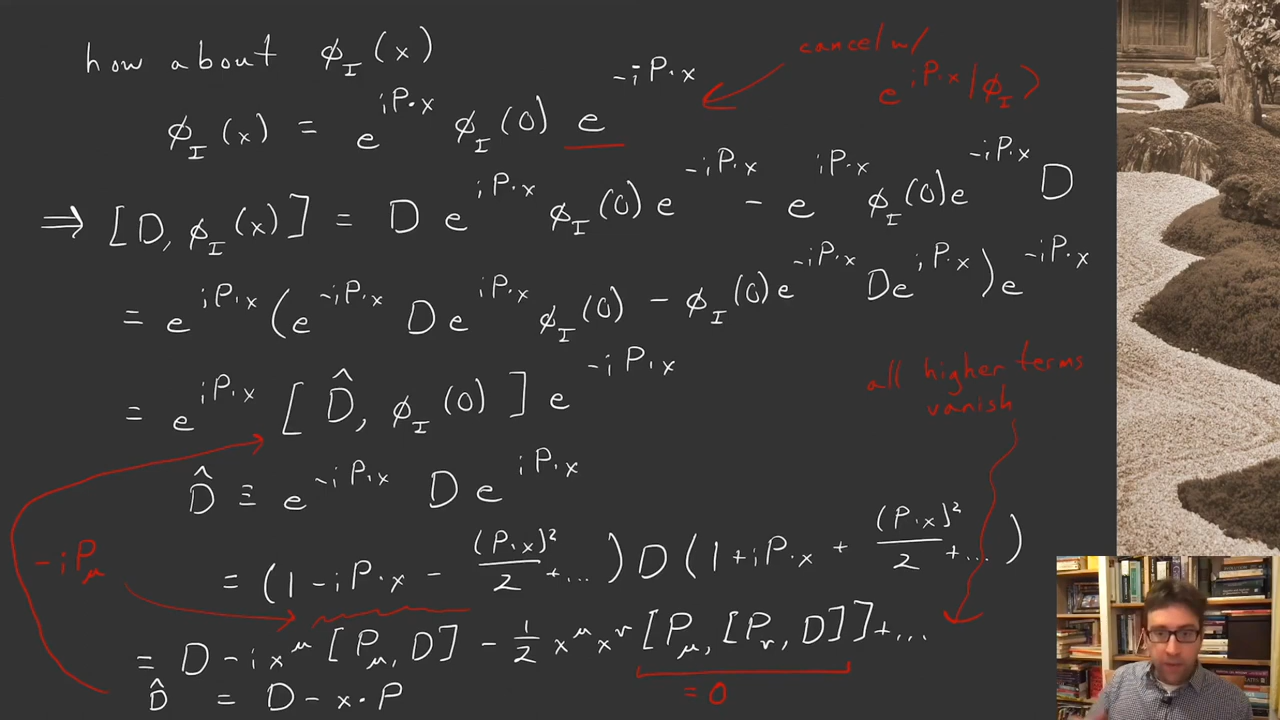 how about ϕ_I(x)
cancel w/ e^{iP·x}|ϕ_I⟩
ϕ_I(x) = e^{iP·x} ϕ_I(0) e^{-iP·x}
⇒ [D, ϕ_I(x)] = D e^{iP·x} ϕ_I(0) e^{-iP·x} - e^{iP·x} ϕ_I(0) e^{-iP·x} D
= e^{iP·x} (e^{-iP·x} D e^{iP·x} ϕ_I(0) - ϕ_I(0) e^{-iP·x} D e^{iP·x}) e^{-iP·x}
= e^{iP·x} [D̂, ϕ_I(0)] e^{-iP·x}
all higher terms
vanish
D̂ ≡ e^{-iP·x} D e^{iP·x}
-iP_μ
= (1 - iP·x - (P·x)²/2 + ...) D (1 + iP·x + (P·x)²/2 + ...)
= D - i x^μ [P_μ, D] - 1/2 x^μ x^ν [P_μ, [P_ν, D]] + ...
= 0
D̂ = D - x·P